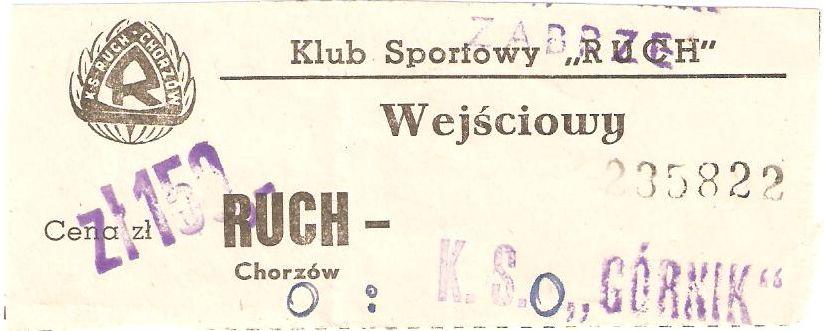 K.S. RUCH - CHORZÓW
R
Klub Sportowy „RUCH"
ZABRZE
Wejściowy
235822
Cena zł
zł 150,-
RUCH -
Chorzów
K. S. „GÓRNIK"
0 : 0